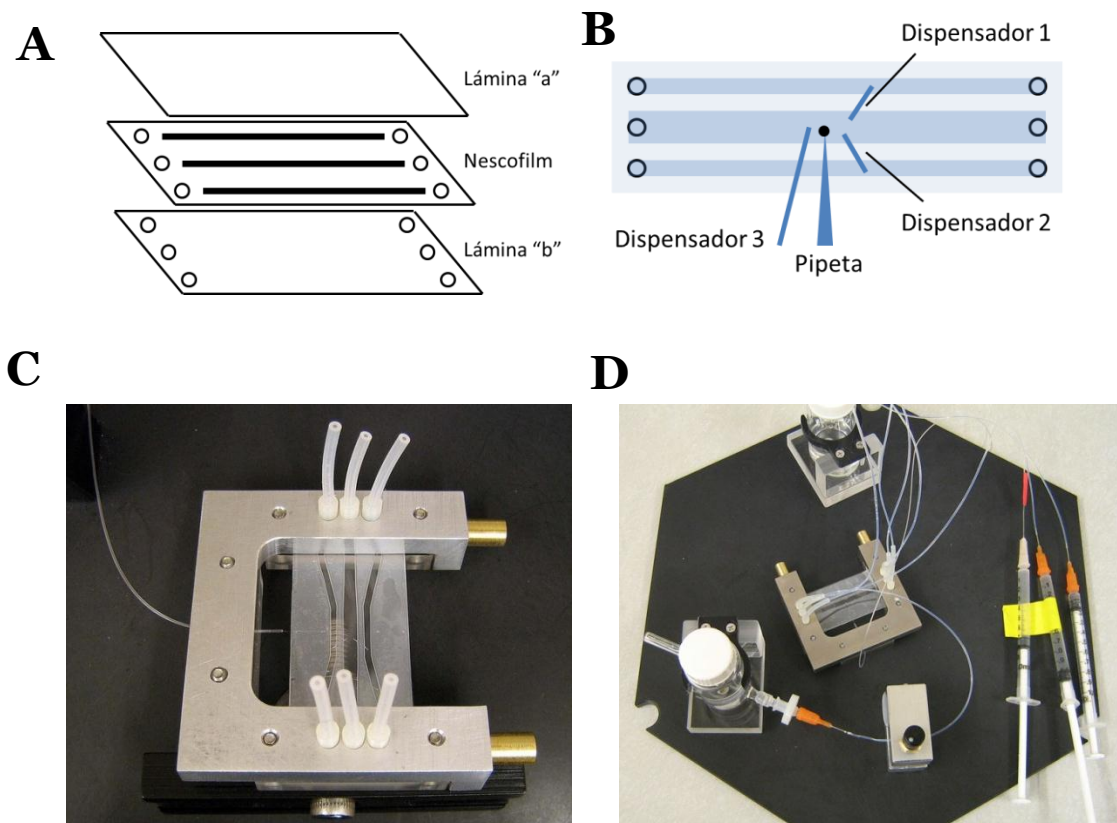 A
Lámina “a”
Nescofilm
Lámina “b”
B
Dispensador 1
Dispensador 2
Dispensador 3
Pipeta
C
D